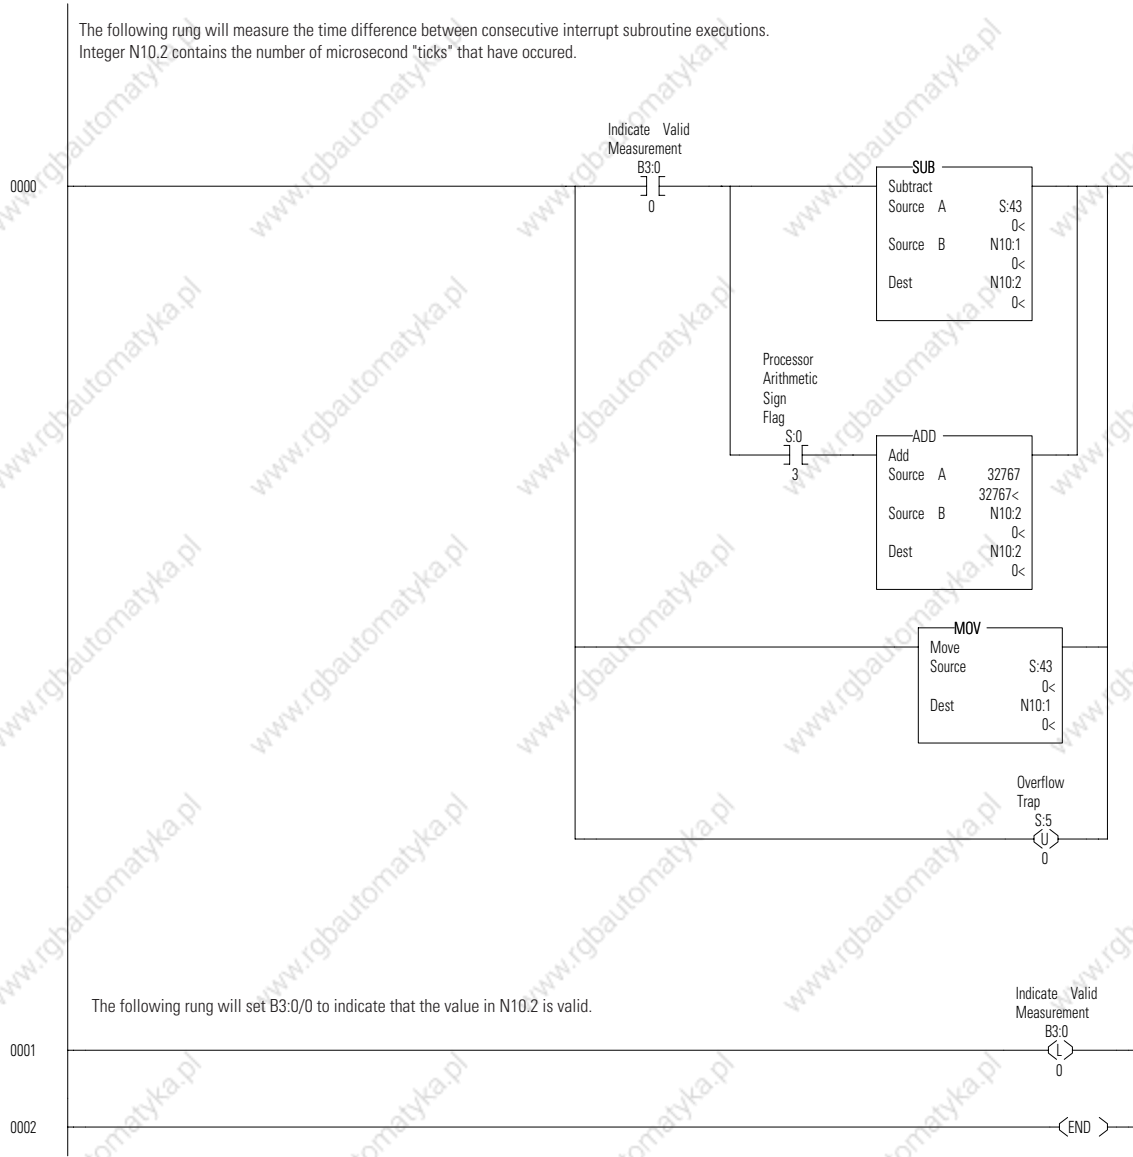 The following rung will measure the time difference between consecutive interrupt subroutine executions.
Integer N10.2 contains the number of microsecond "ticks" that have occured.
Indicate Valid
Measurement
B3:0
0
0000
SUB
Subtract
Source A S:43
0<
Source B N10:1
0<
Dest N10:2
0<
Processor
Arithmetic
Sign
Flag
S:0
3
ADD
Add
Source A 32767
32767<
Source B N10:2
0<
Dest N10:2
0<
MOV
Move
Source S:43
0<
Dest N10:1
0<
Overflow
Trap
S:5
U
0
The following rung will set B3:0/0 to indicate that the value in N10.2 is valid.
Indicate Valid
Measurement
B3:0
0001
L
0
0002
END
www.rgbautomatyka.pl